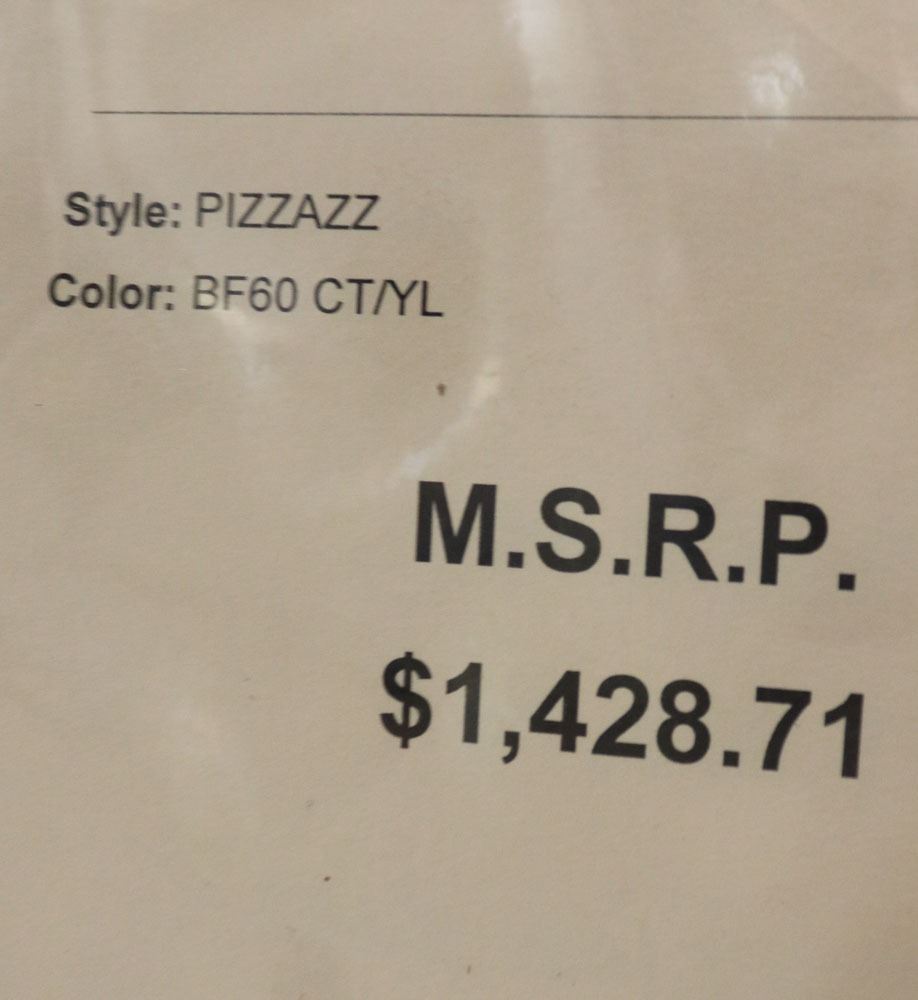 Style: PIZZAZZ
Color: BF60 CT/YL
M.S.R.P.
$1,428.71